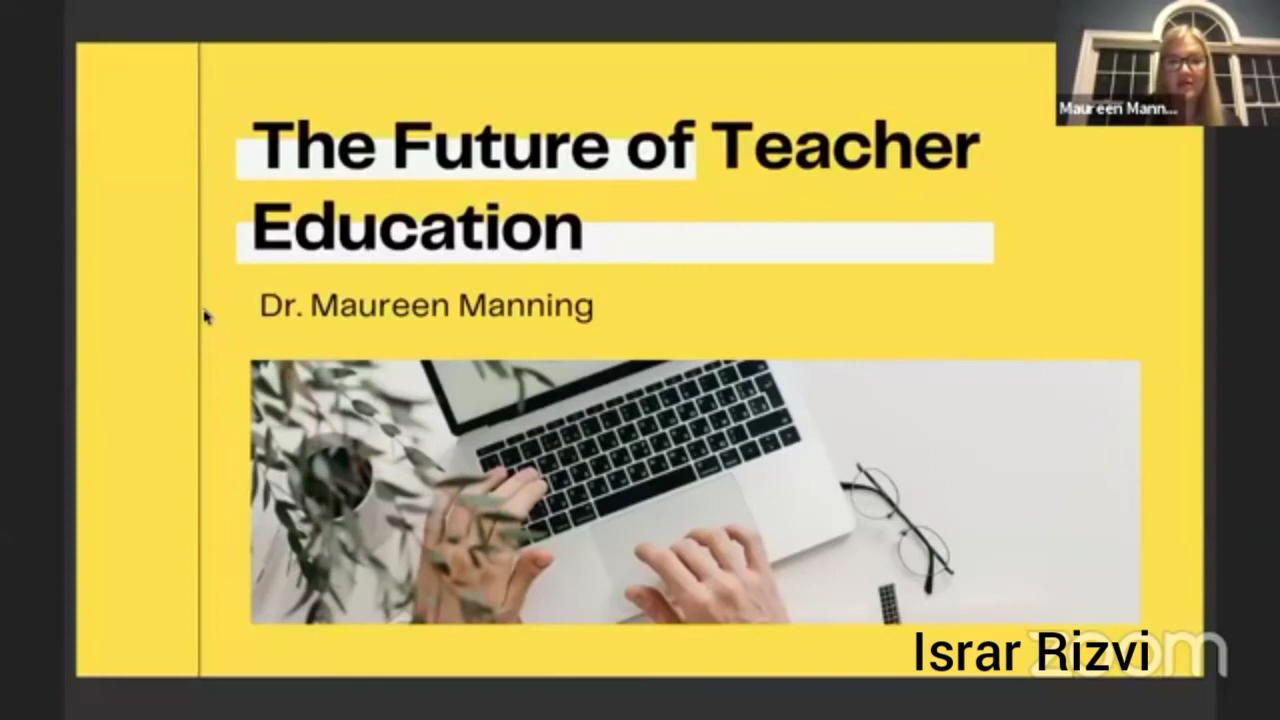 Maureen Mann...
The Future of Teacher
Education
Dr. Maureen Manning
Israr Rizvi
zoom